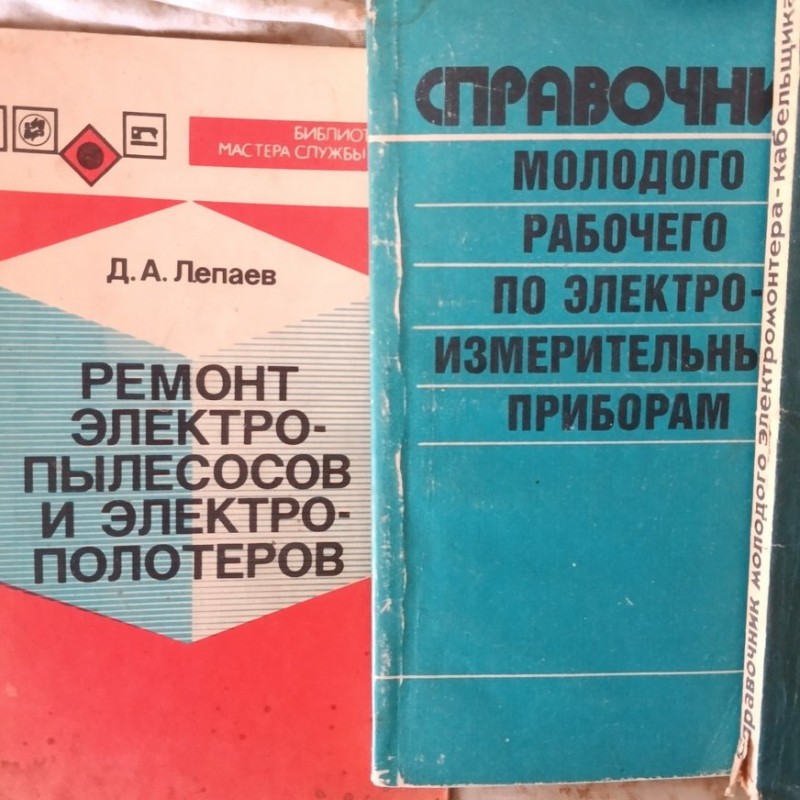 БИБЛИОТ
МАСТЕРА СЛУЖБЫ
Д. А. Лепаев
РЕМОНТ
ЭЛЕКТРО-
ПЫЛЕСОСОВ
И ЭЛЕКТРО-
ПОЛОТЕРОВ
СПРАВОЧНИ
МОЛОДОГО
РАБОЧЕГО
ПО ЭЛЕКТРО-
ИЗМЕРИТЕЛЬНЫ
ПРИБОРАМ
Справочник молодого электромонтера-кабельщика